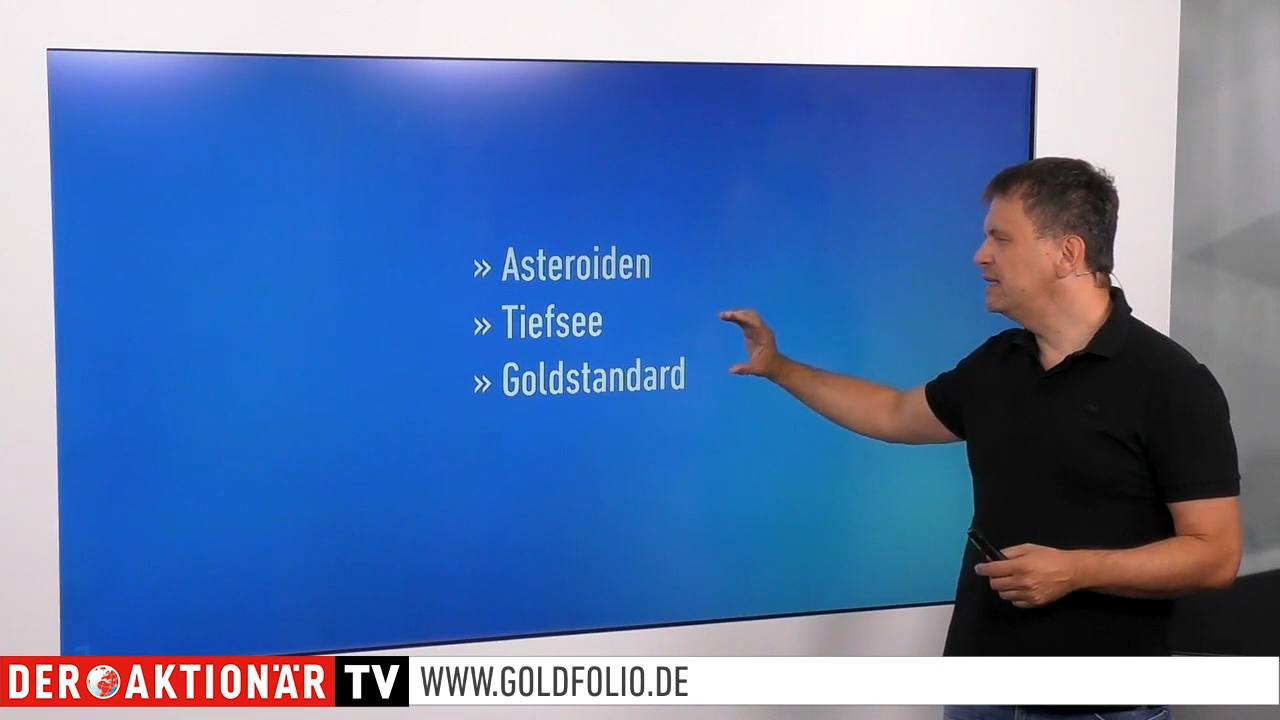 » Asteroiden
» Tiefsee
» Goldstandard
DER AKTIONÄR TV WWW.GOLDFOLIO.DE